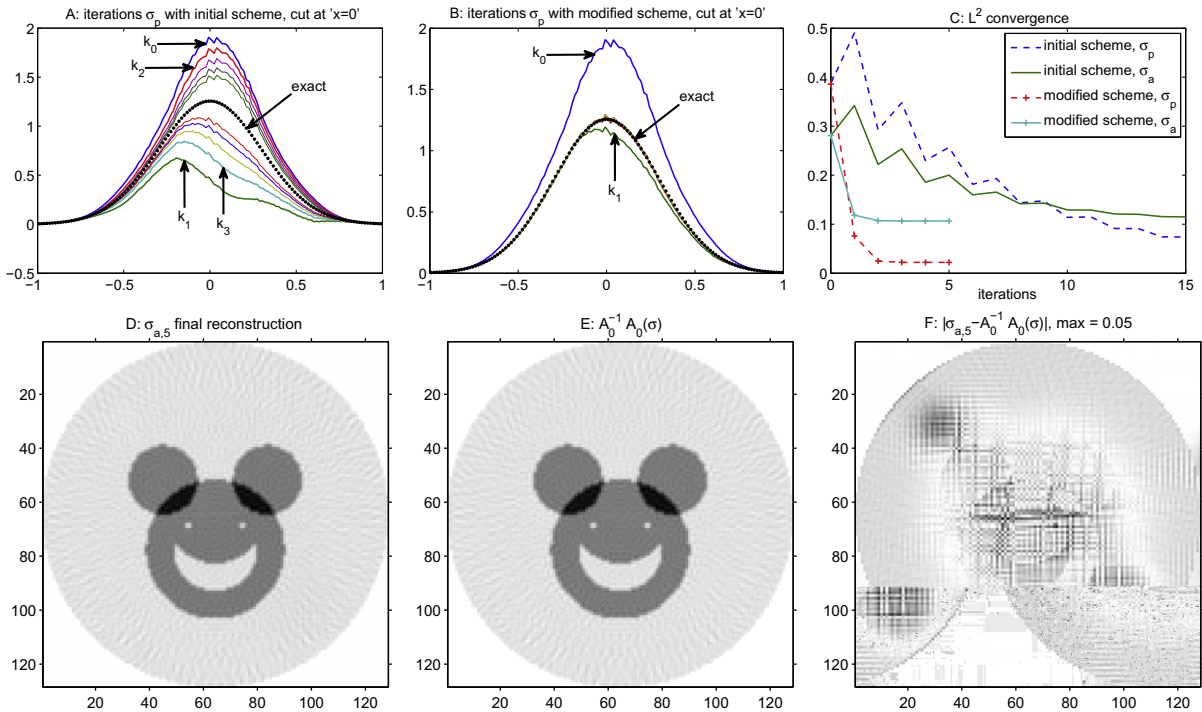 A: iterations σp with initial scheme, cut at 'x=0'
2
1.5
1
0.5
0
−0.5
−1
−0.5
0
0.5
1
k0
k2
exact
k1
k3
B: iterations σp with modified scheme, cut at 'x=0'
2
1.5
1
0.5
0
−1
−0.5
0
0.5
1
k0
exact
k1
C: L² convergence
0.5
0.4
0.3
0.2
0.1
0
0
5
10
15
iterations
initial scheme, σp
initial scheme, σa
modified scheme, σp
modified scheme, σa
D: σa,5 final reconstruction
20
40
60
80
100
120
20 40 60 80 100 120
E: A0⁻¹ A0(σ)
20
40
60
80
100
120
20 40 60 80 100 120
F: |σa,5−A0⁻¹ A0(σ)|, max = 0.05
20
40
60
80
100
120
20 40 60 80 100 120